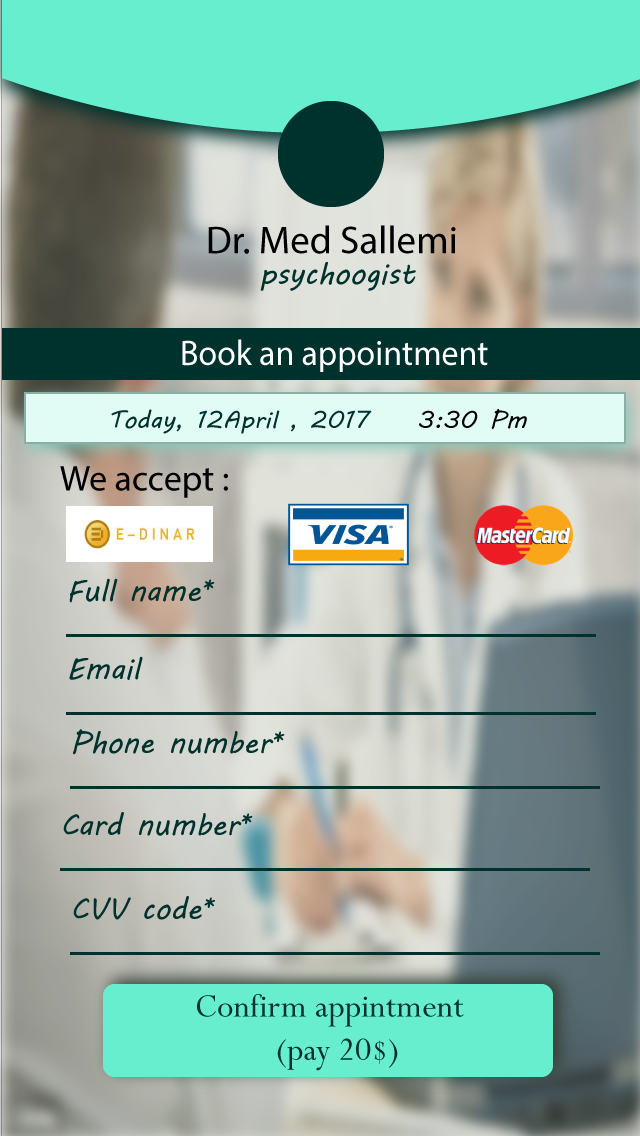 Dr. Med Sallemi
psychoogist
Book an appointment
Today, 12April , 2017 3:30 Pm
We accept :
E-DINAR VISA MasterCard
Full name*
Email
Phone number*
Card number*
CVV code*
Confirm appintment
(pay 20$)